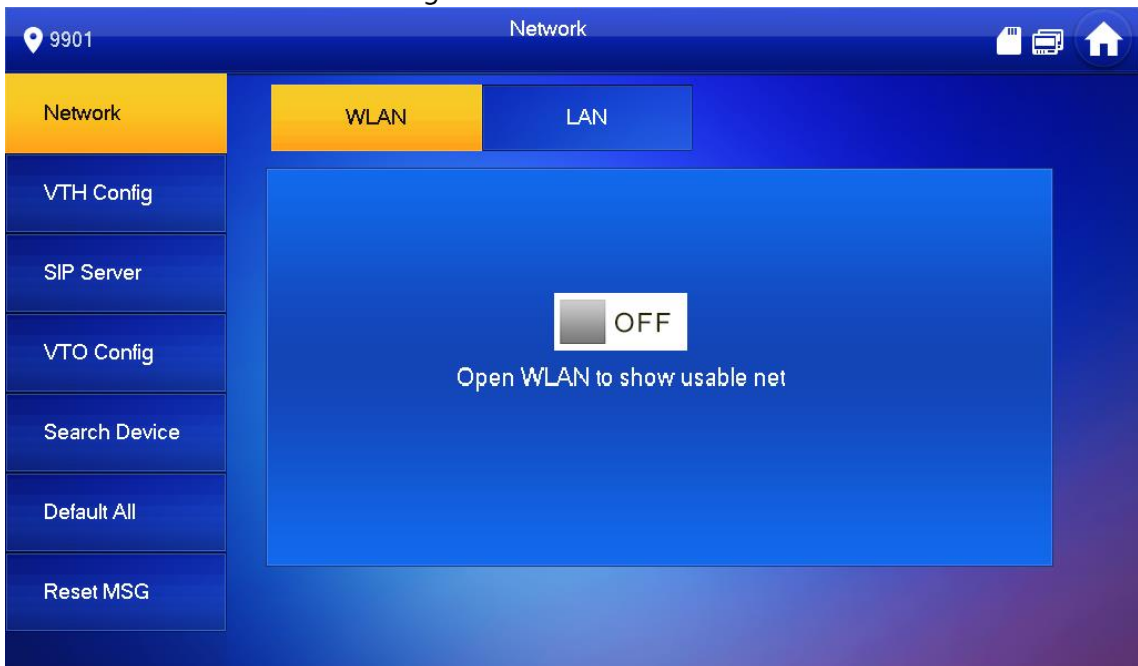 Network
9901
Network
WLAN
LAN
VTH Config
SIP Server
OFF
VTO Config
Open WLAN to show usable net
Search Device
Default All
Reset MSG